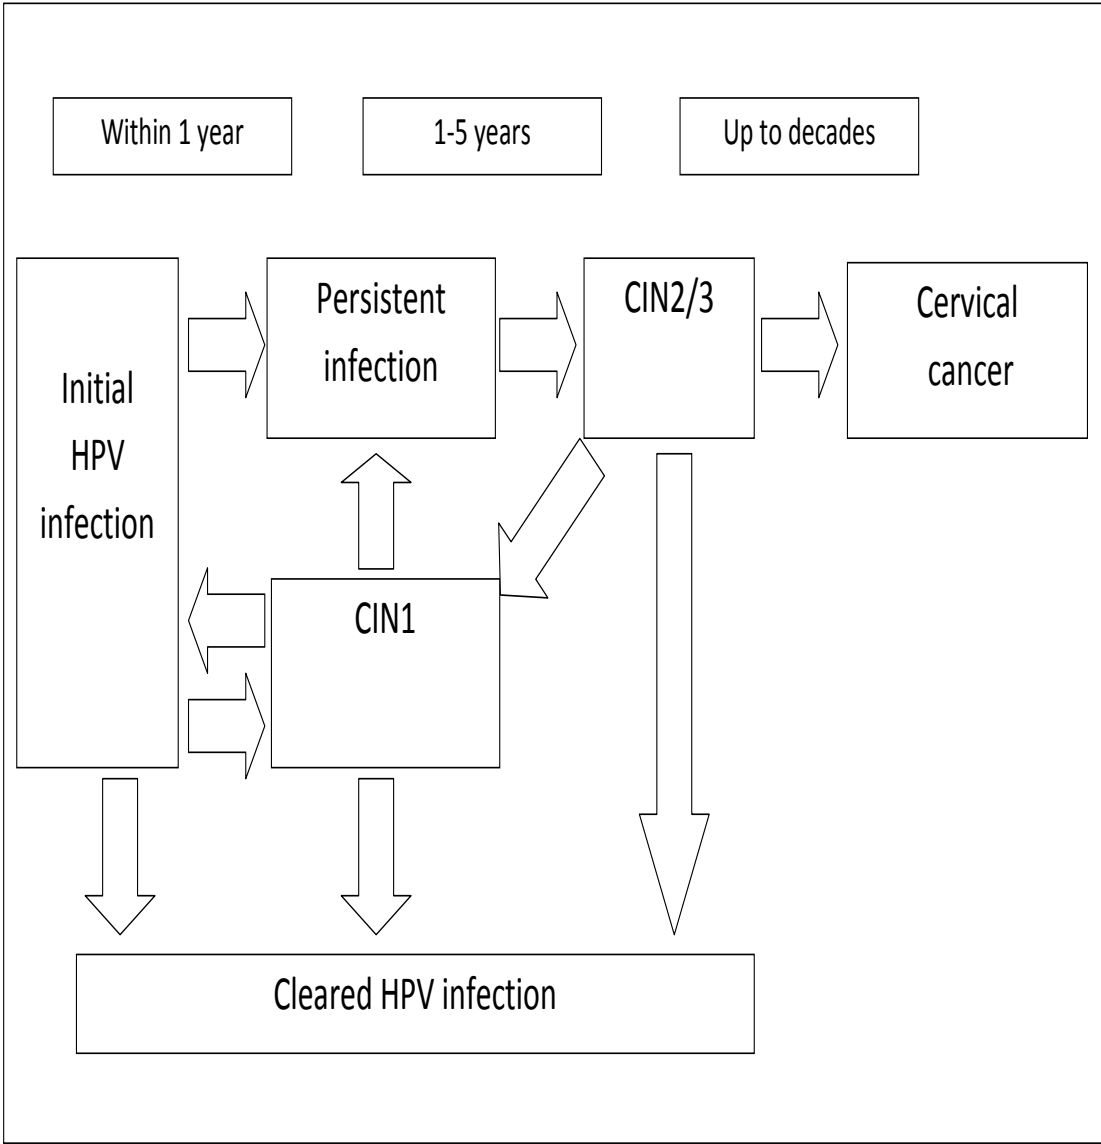 Within 1 year
1-5 years
Up to decades
Initial
HPV
infection
Persistent
infection
CIN2/3
Cervical
cancer
CIN1
Cleared HPV infection